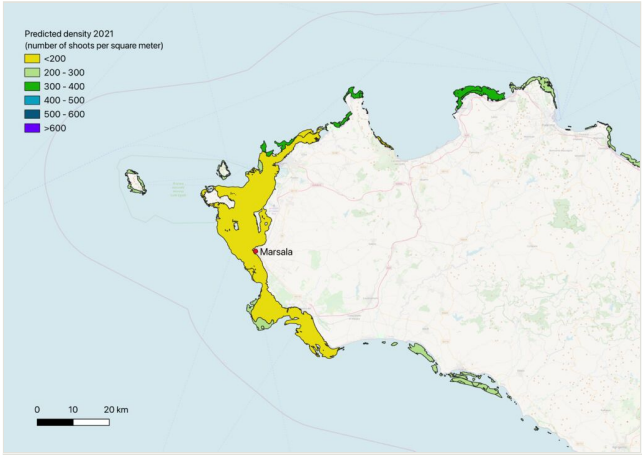 Predicted density 2021
(number of shoots per square meter)
<200
200 - 300
300 - 400
400 - 500
500 - 600
>600
Marsala
0 10 20 km